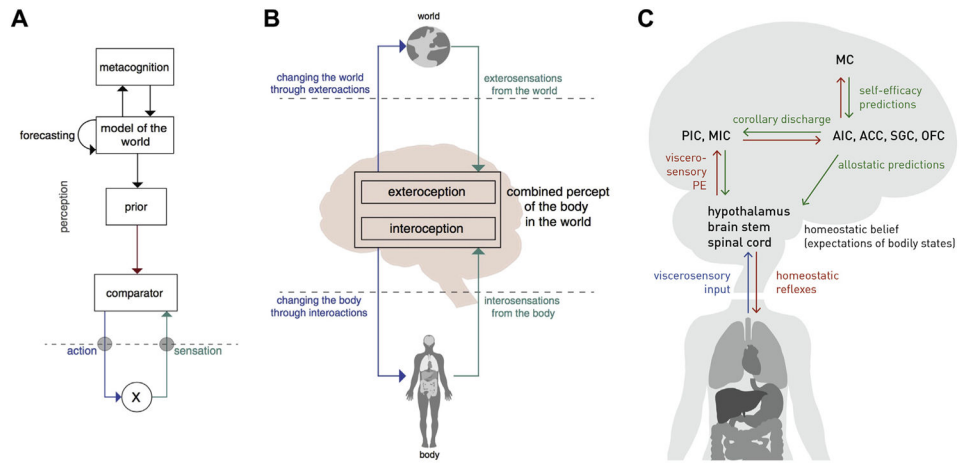 A
metacognition
forecasting
model of the
world
perception
prior
comparator
action
sensation
X
B
world
changing the world
through exteroactions
exterosensations
from the world
exteroception
interoception
combined percept
of the body
in the world
changing the body
through interoactions
interosensations
from the body
body
C
MC
self-efficacy
predictions
corollary discharge
PIC, MIC
AIC, ACC, SGC, OFC
viscero-
sensory
PE
allostatic predictions
hypothalamus
brain stem
spinal cord
homeostatic belief
(expectations of bodily states)
viscerosensory
input
homeostatic
reflexes